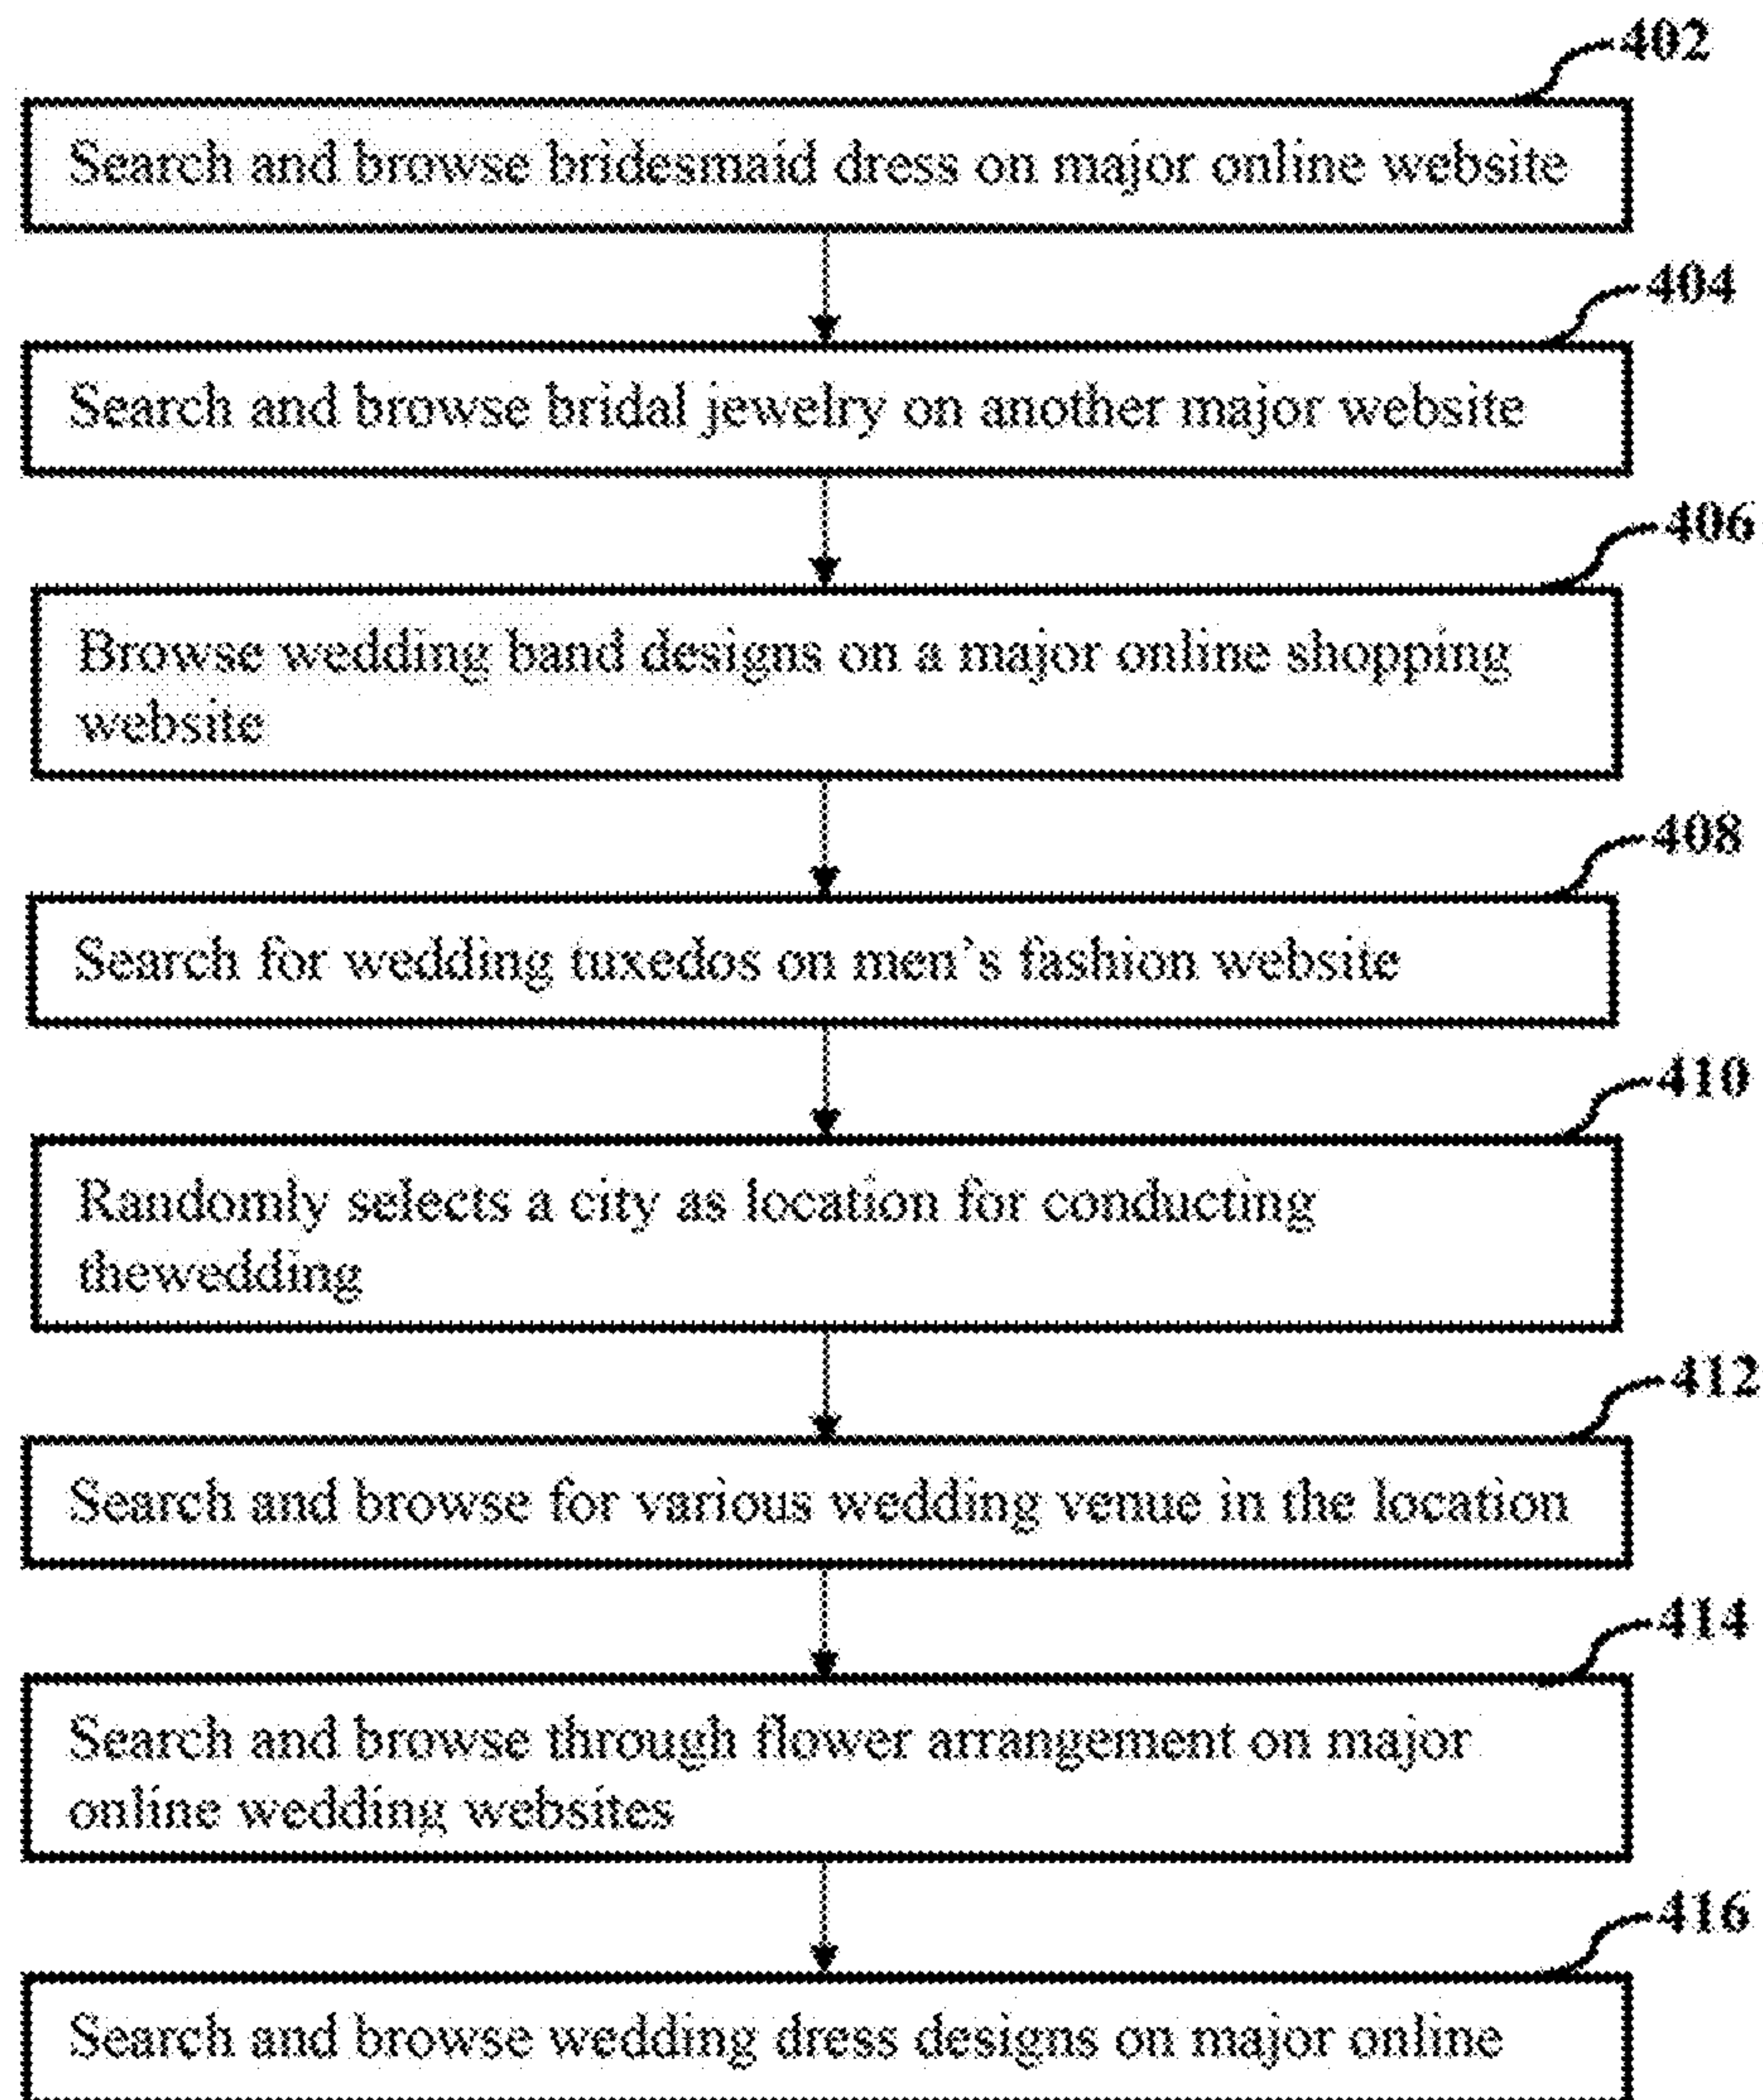 402
Search and browse bridesmaid dress on major online website
404
Search and browse bridal jewelry on another major website
406
Browse wedding band designs on a major online shopping
website
408
Search for wedding tuxedos on men's fashion website
410
Randomly selects a city as location for conducting
thewedding
412
Search and browse for various wedding venue in the location
414
Search and browse through flower arrangement on major
online wedding websites
416
Search and browse wedding dress designs on major online